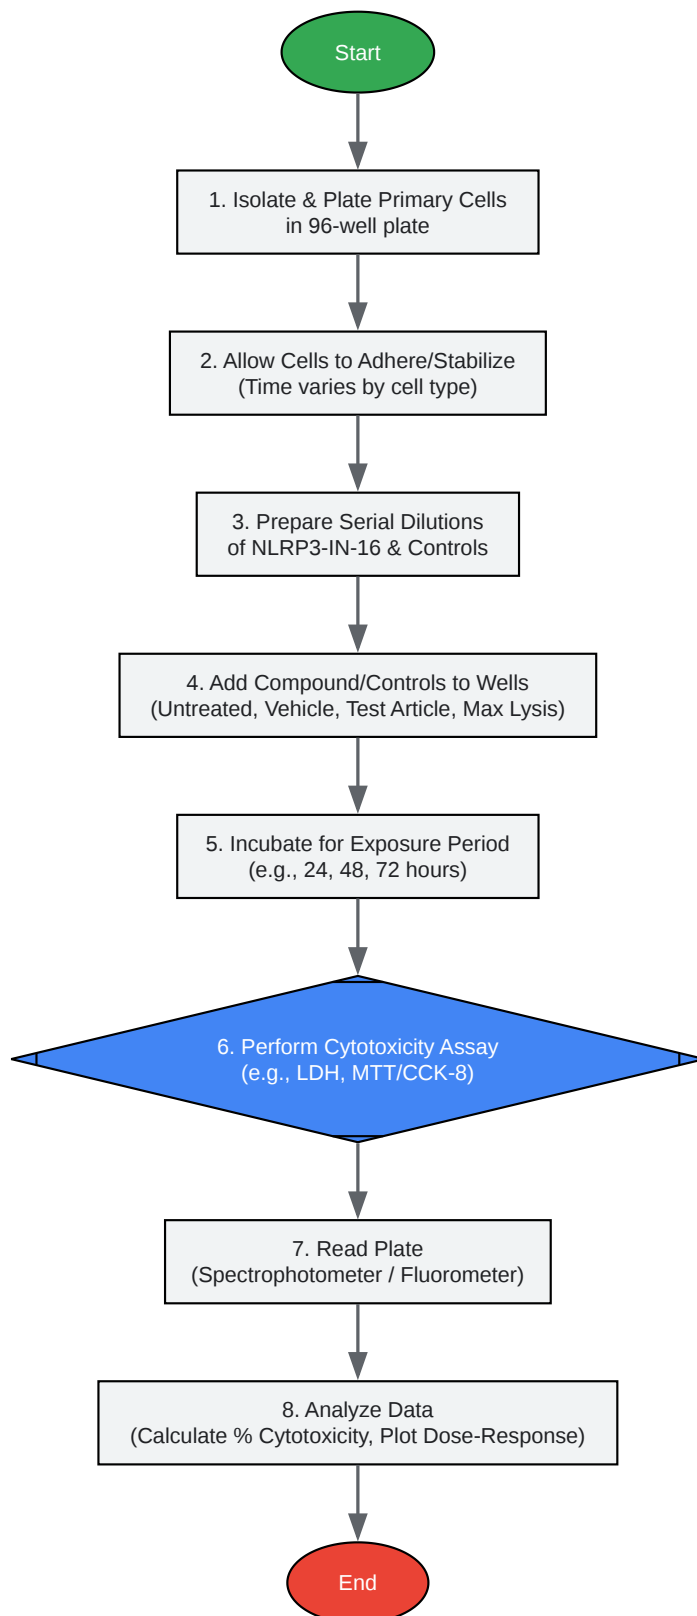 Start
1. Isolate & Plate Primary Cells
in 96-well plate
2. Allow Cells to Adhere/Stabilize
(Time varies by cell type)
3. Prepare Serial Dilutions
of NLRP3-IN-16 & Controls
4. Add Compound/Controls to Wells
(Untreated, Vehicle, Test Article, Max Lysis)
5. Incubate for Exposure Period
(e.g., 24, 48, 72 hours)
6. Perform Cytotoxicity Assay
(e.g., LDH, MTT/CCK-8)
7. Read Plate
(Spectrophotometer / Fluorometer)
8. Analyze Data
(Calculate % Cytotoxicity, Plot Dose-Response)
End